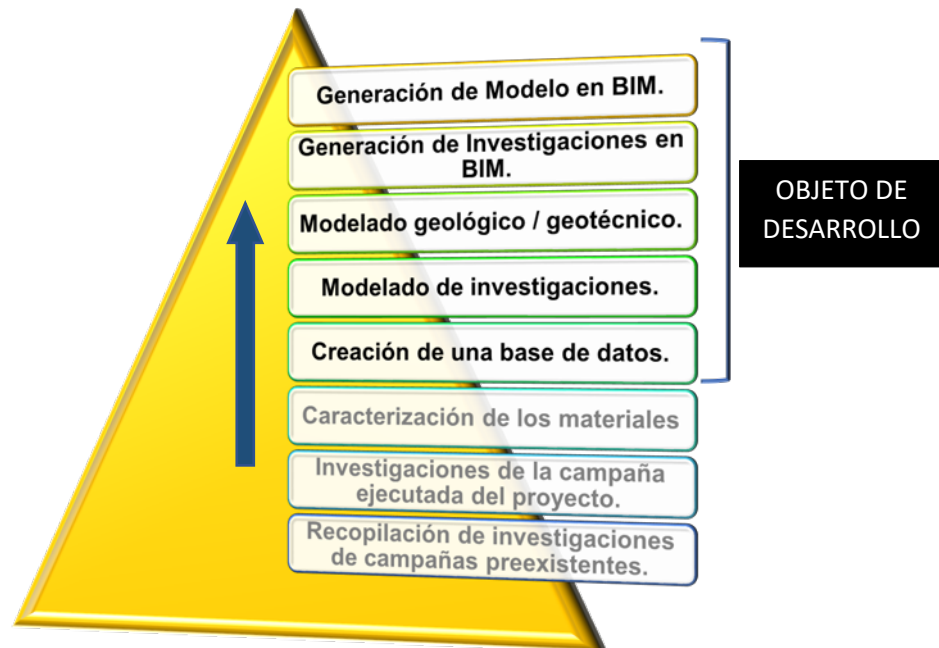 Generación de Modelo en BIM.
Generación de Investigaciones en
BIM.
Modelado geológico / geotécnico.
Modelado de investigaciones.
Creación de una base de datos.
Caracterización de los materiales
Investigaciones de la campaña
ejecutada del proyecto.
Recopilación de investigaciones
de campañas preexistentes.
OBJETO DE
DESARROLLO